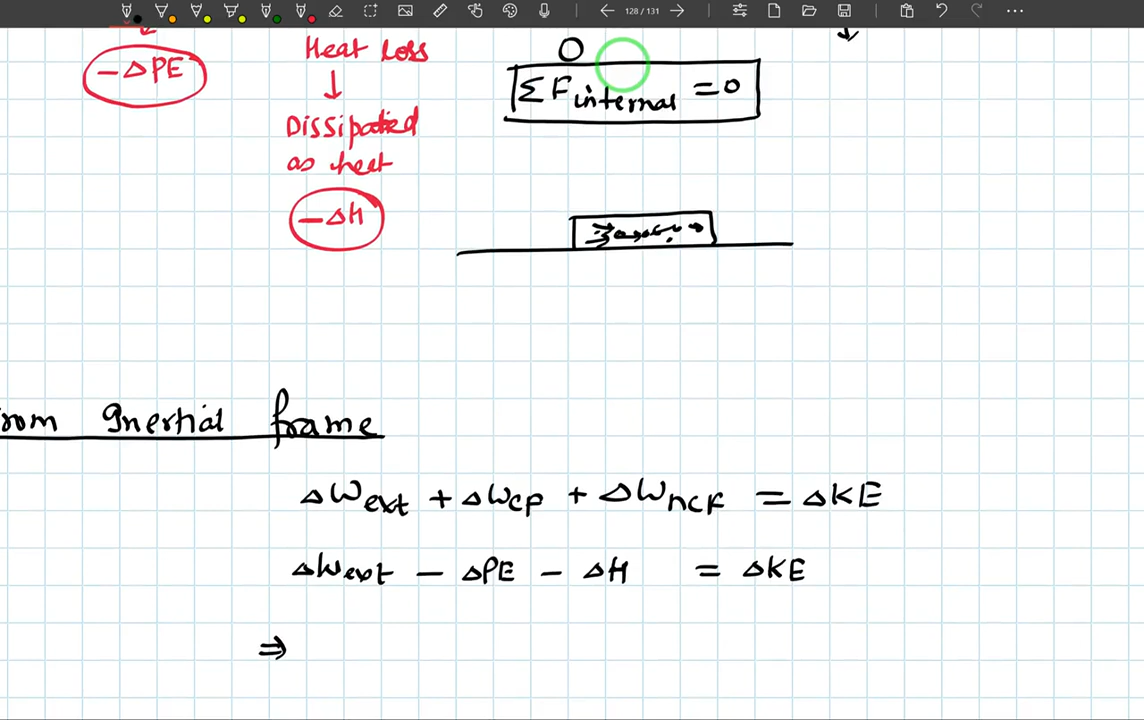 128 / 131
-ΔPE
Heat Loss
↓
Dissipated
as heat
-ΔH
0
ΣF internal = 0
rom Inertial frame
ΔWext + ΔWCF + ΔWNCF = ΔKE
ΔWext - ΔPE - ΔH = ΔKE
⇒